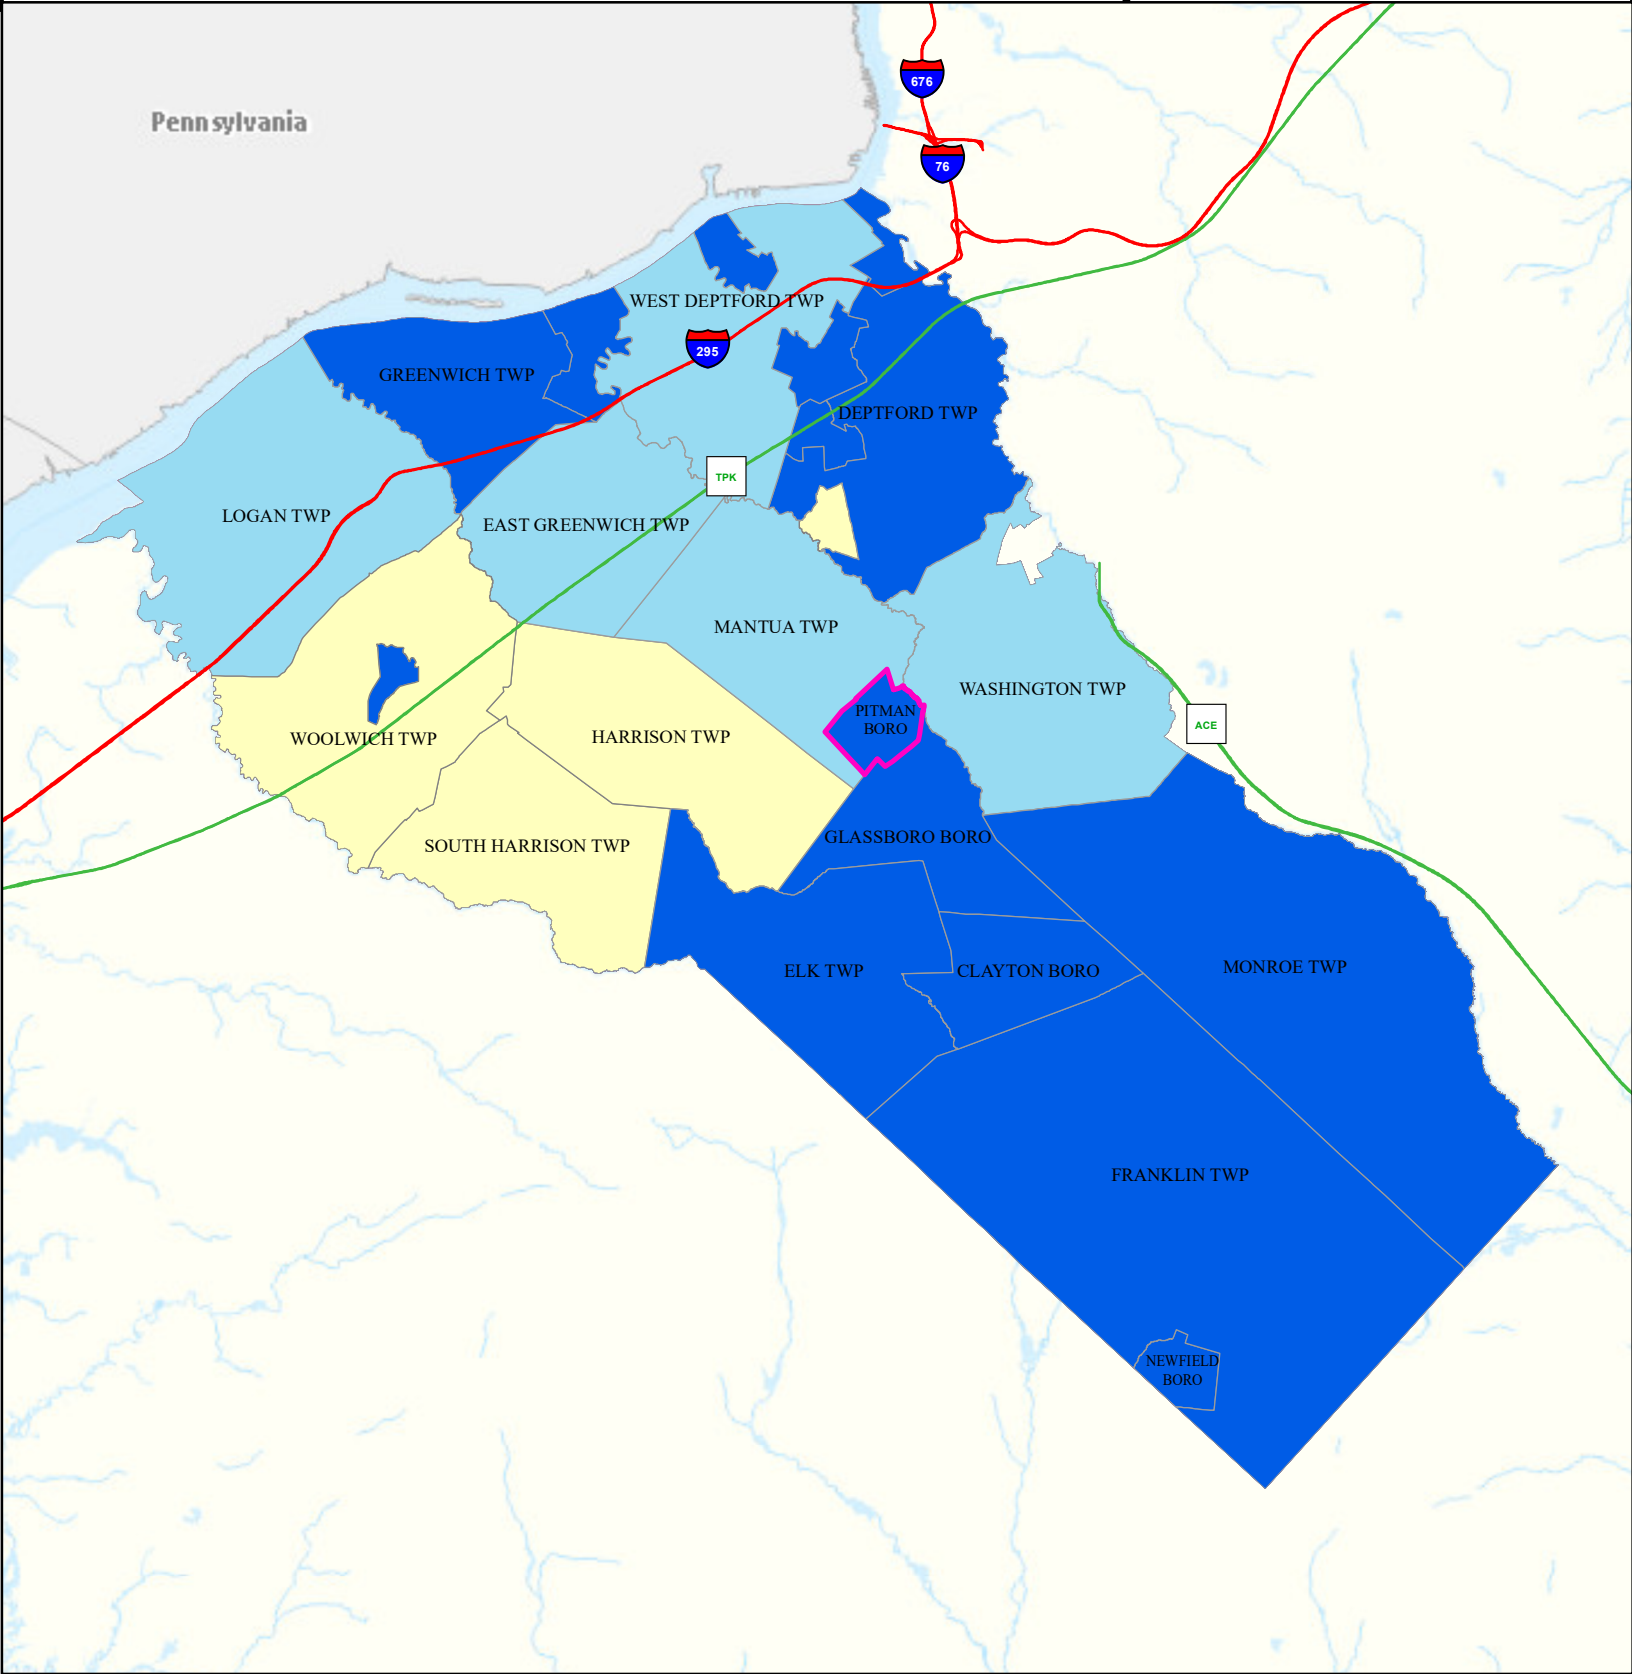 676
Pennsylvania
76
WEST DEPTFORD TWP
295
GREENWICH TWP
DEPTFORD TWP
TPK
LOGAN TWP
EAST GREENWICH TWP
MANTUA TWP
WASHINGTON TWP
PITMAN
BORO
ACE
WOOLWICH TWP
HARRISON TWP
GLASSBORO BORO
SOUTH HARRISON TWP
ELK TWP
CLAYTON BORO
MONROE TWP
FRANKLIN TWP
NEWFIELD
BORO